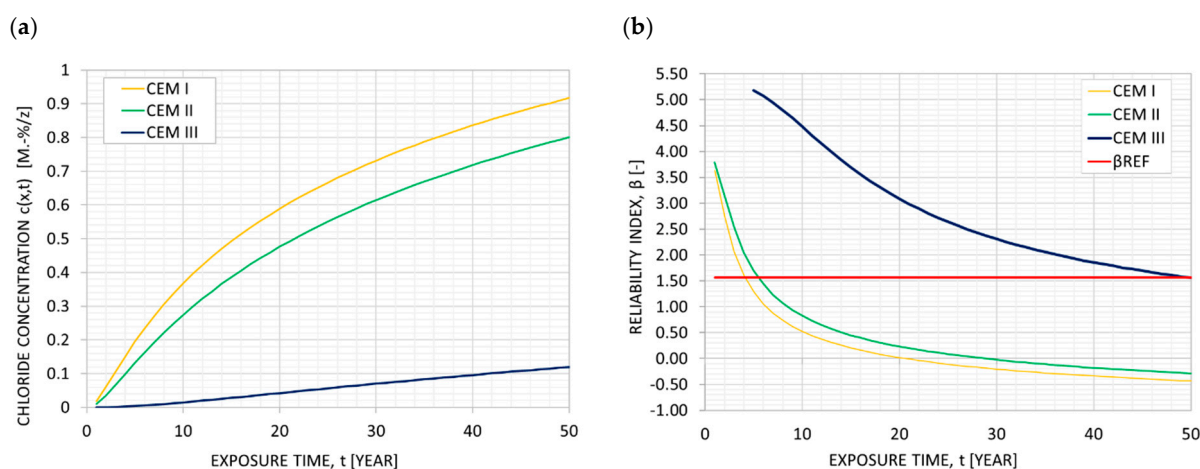 (a)
CHLORIDE CONCENTRATION c(x,t) [M.-%/z]
1
0.9
0.8
0.7
0.6
0.5
0.4
0.3
0.2
0.1
0
CEM I
CEM II
CEM III
0 10 20 30 40 50
EXPOSURE TIME, t [YEAR]
(b)
RELIABILITY INDEX, β [-]
5.50
5.00
4.50
4.00
3.50
3.00
2.50
2.00
1.50
1.00
0.50
0.00
-0.50
-1.00
CEM I
CEM II
CEM III
βREF
0 10 20 30 40 50
EXPOSURE TIME, t [YEAR]